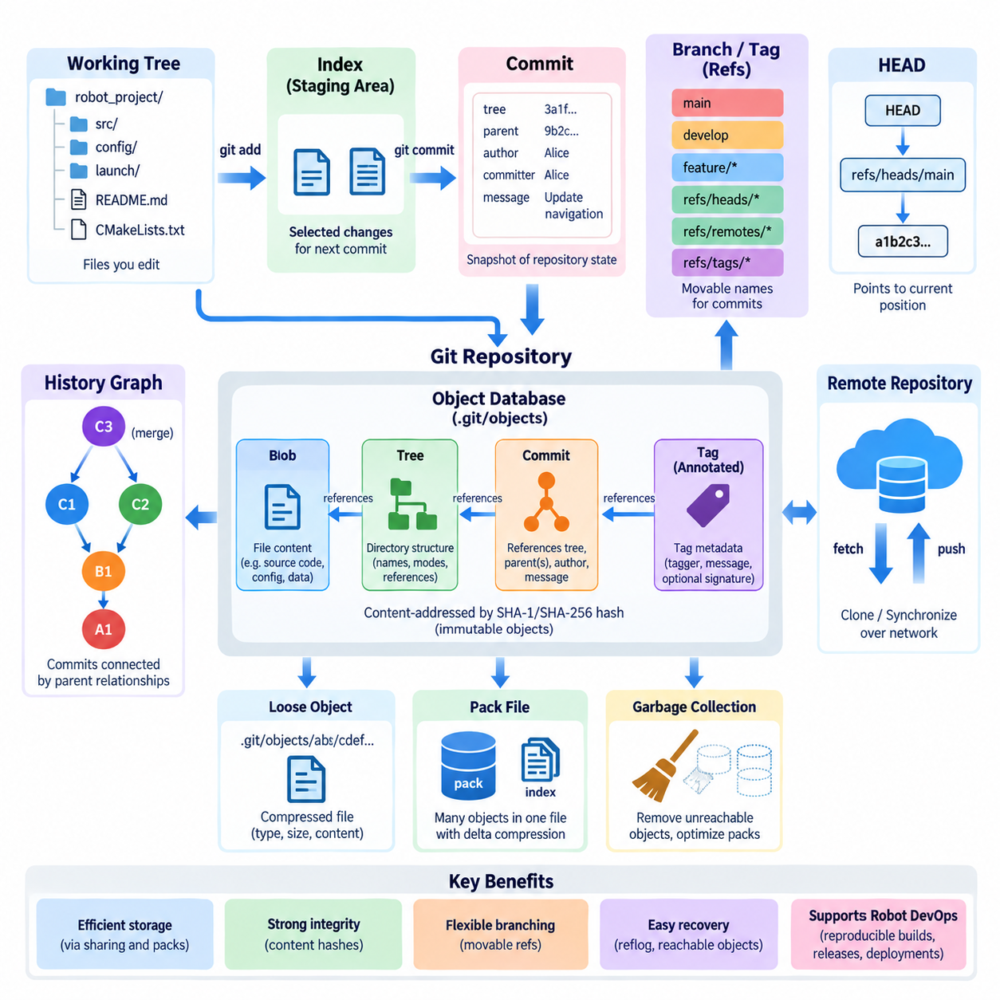 Working Tree
robot_project/
src/
config/
launch/
README.md
CMakeLists.txt
Files you edit
git add
Index
(Staging Area)
Selected changes
for next commit
git commit
Commit
tree 3a1f...
parent 9b2c...
author Alice
committer Alice
message Update
navigation
Snapshot of repository state
Branch / Tag
(Refs)
main
develop
feature/*
refs/heads/*
refs/remotes/*
refs/tags/*
Movable names
for commits
HEAD
HEAD
refs/heads/main
a1b2c3...
Points to current
position
History Graph
C3
(merge)
C1
C2
B1
A1
Commits connected
by parent relationships
Git Repository
Object Database
(.git/objects)
Blob
File content
(e.g. source code,
config, data)
references
Tree
Directory structure
(names, modes,
references)
references
Commit
References tree,
parent(s), author,
message
references
Tag
(Annotated)
Tag metadata
(tagger, message,
optional signature)
Content-addressed by SHA-1/SHA-256 hash
(immutable objects)
Remote Repository
fetch
push
Clone / Synchronize
over network
Loose Object
.git/objects/abs/cdef...
Compressed file
(type, size, content)
Pack File
pack
index
Many objects in one file
with delta compression
Garbage Collection
Remove unreachable
objects, optimize packs
Key Benefits
Efficient storage
(via sharing and packs)
Strong integrity
(content hashes)
Flexible branching
(movable refs)
Easy recovery
(reflog, reachable objects)
Supports Robot DevOps
(reproducible builds,
releases, deployments)